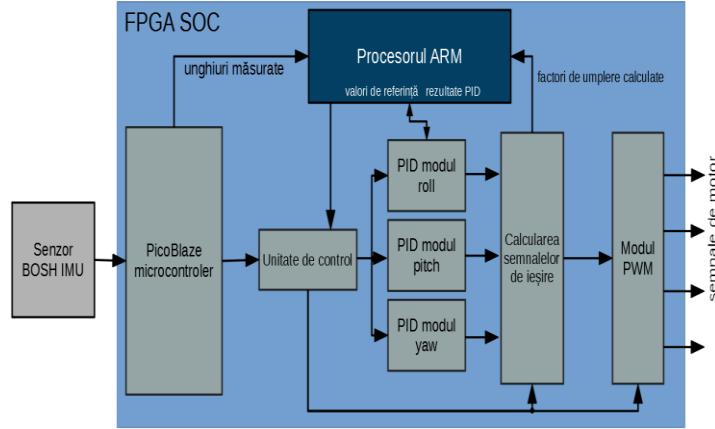 FPGA SOC
Procesorul ARM
unghiuri măsurate
valori de referință rezultate PID
factori de umplere calculate
PID modul
roll
Senzor
BOSH IMU
PicoBlaze
microcontroler
Unitate de control
PID modul
pitch
Calcularea
semnalelor
de ieșire
Modul
PWM
semnale de motor
PID modul
yaw